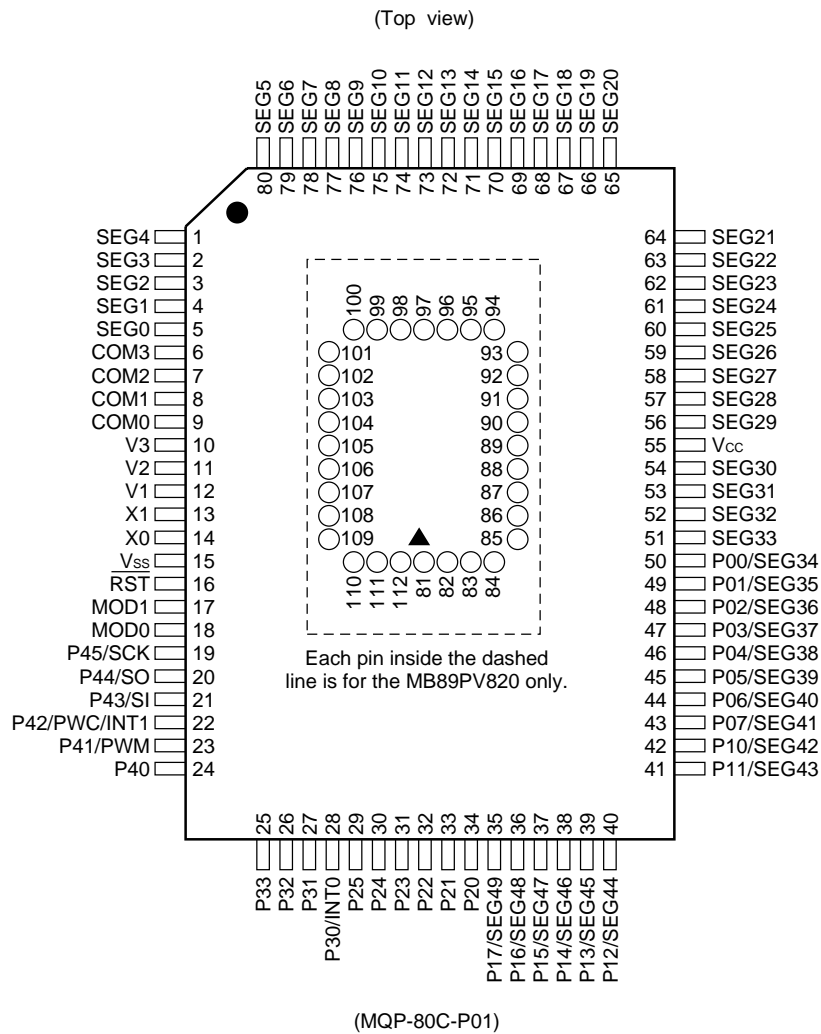 (Top view)
SEG5
SEG6
SEG7
SEG8
SEG9
SEG10
SEG11
SEG12
SEG13
SEG14
SEG15
SEG16
SEG17
SEG18
SEG19
SEG20
80
79
78
77
76
75
74
73
72
71
70
69
68
67
66
65
SEG4 1
SEG3 2
SEG2 3
SEG1 4
SEG0 5
COM3 6
COM2 7
COM1 8
COM0 9
V3 10
V2 11
V1 12
X1 13
X0 14
Vss 15
RST 16
MOD1 17
MOD0 18
P45/SCK 19
P44/SO 20
P43/SI 21
P42/PWC/INT1 22
P41/PWM 23
P40 24
100
99
98
97
96
95
94
101
102
103
104
105
106
107
108
109
93
92
91
90
89
88
87
86
85
110
111
112
81
82
83
84
Each pin inside the dashed
line is for the MB89PV820 only.
64 SEG21
63 SEG22
62 SEG23
61 SEG24
60 SEG25
59 SEG26
58 SEG27
57 SEG28
56 SEG29
55 Vcc
54 SEG30
53 SEG31
52 SEG32
51 SEG33
50 P00/SEG34
49 P01/SEG35
48 P02/SEG36
47 P03/SEG37
46 P04/SEG38
45 P05/SEG39
44 P06/SEG40
43 P07/SEG41
42 P10/SEG42
41 P11/SEG43
25
26
27
28
29
30
31
32
33
34
35
36
37
38
39
40
P33
P32
P31
P30/INT0
P25
P24
P23
P22
P21
P20
P17/SEG49
P16/SEG48
P15/SEG47
P14/SEG46
P13/SEG45
P12/SEG44
(MQP-80C-P01)